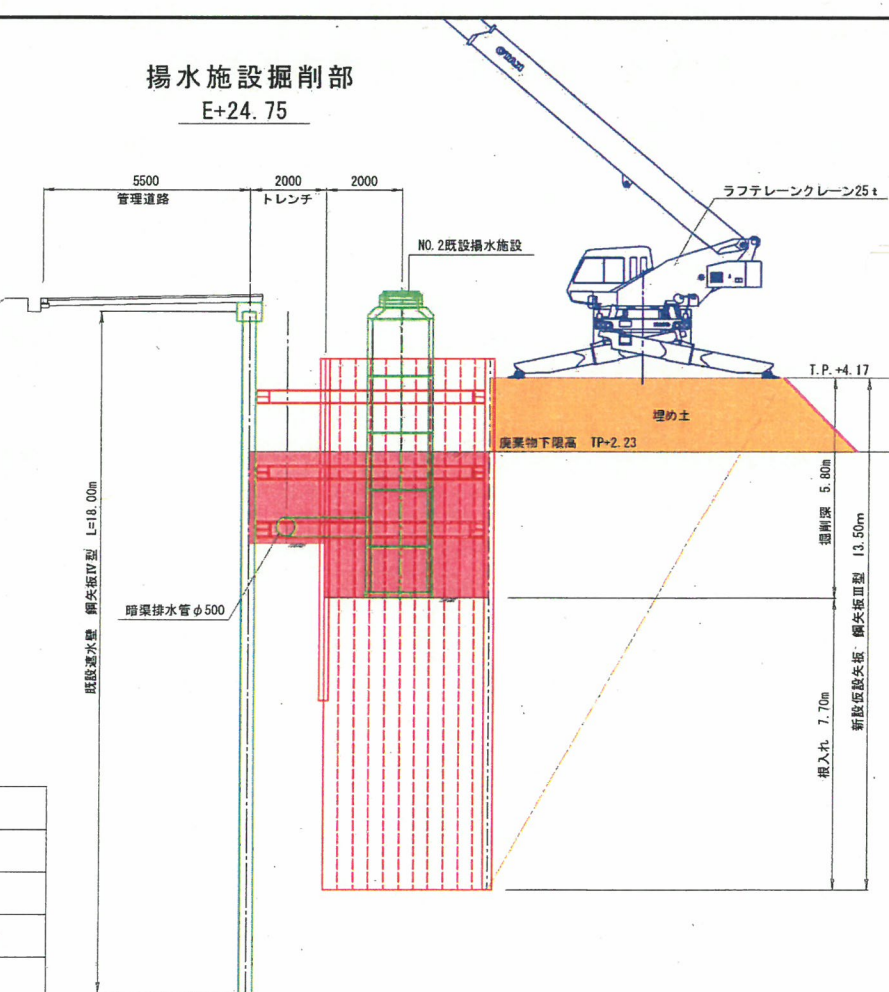 揚水施設掘削部
E+24.75
5500
管理道路
2000
トレンチ
2000
ラフテレーンクレーン25t
NO.2既設揚水施設
T.P.+4.17
埋め土
廃棄物下限高 TP+2.23
掘削深 5.80m
既設遮水壁 鋼矢板Ⅳ型 L=18.00m
新設仮設矢板 鋼矢板Ⅲ型 13.50m
暗渠排水管φ500
根入れ 7.70m